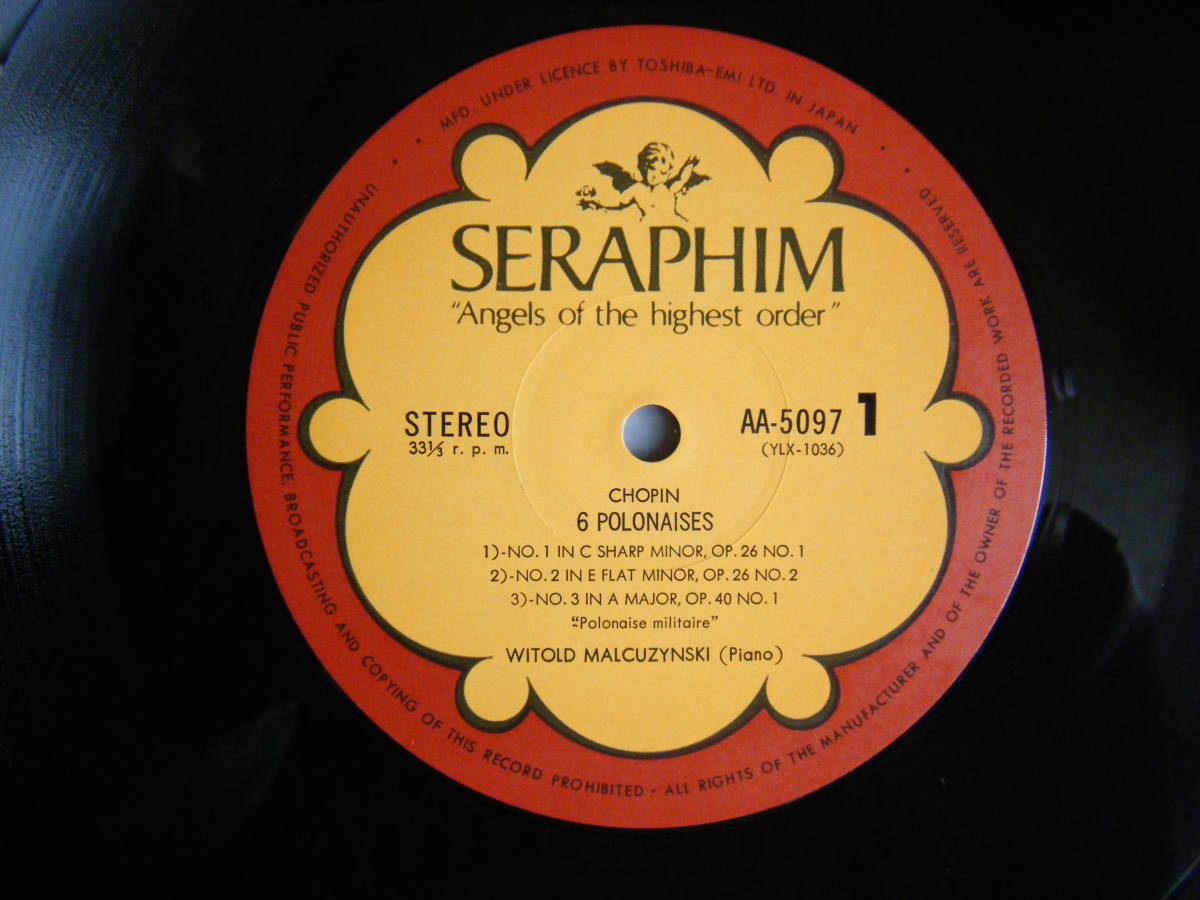 MFD. UNDER LICENCE BY TOSHIBA-EMI LTD. IN JAPAN
SERAPHIM
"Angels of the highest order"
STEREO
33⅓ r. p. m.
AA-5097 1
(YLX-1036)
CHOPIN
6 POLONAISES
1)-NO. 1 IN C SHARP MINOR, OP. 26 NO. 1
2)-NO. 2 IN E FLAT MINOR, OP. 26 NO. 2
3)-NO. 3 IN A MAJOR, OP. 40 NO. 1
"Polonaise militaire"
WITOLD MALCUZYNSKI (Piano)
UNAUTHORIZED PUBLIC PERFORMANCE, BROADCASTING AND COPYING OF THIS RECORD PROHIBITED · ALL RIGHTS OF THE MANUFACTURER AND OF THE OWNER OF THE RECORDED WORK ARE RESERVED